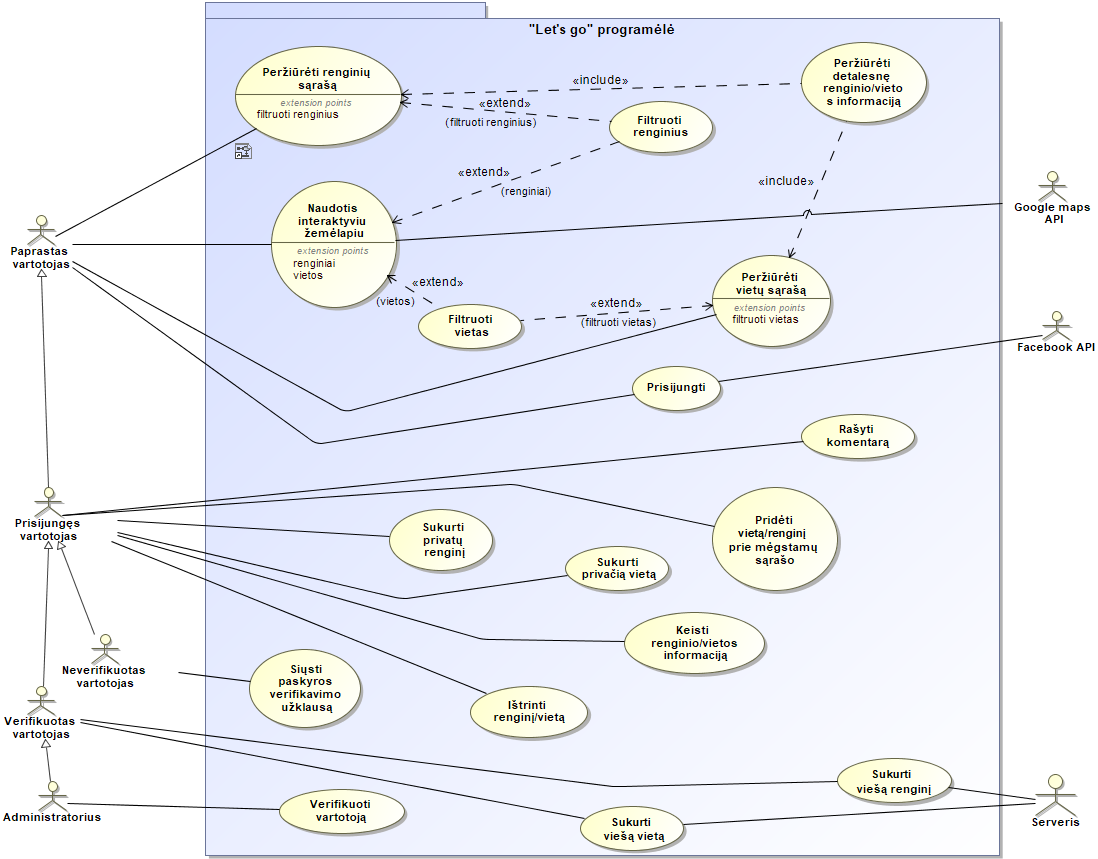 "Let's go" programėlė
Peržiūrėti renginių
sąrašą
extension points
filtruoti renginius
«include»
Peržiūrėti
detalesnę
renginio/vieto
s informaciją
«extend»
(filtruoti renginius)
Filtruoti
renginius
«extend»
(renginiai)
«include»
Naudotis
interaktyviu
žemėlapiu
extension points
renginiai
vietos
Google maps
API
Paprastas
vartotojas
«extend»
(vietos)
Filtruoti
vietas
«extend»
(filtruoti vietas)
Peržiūrėti
vietų sąrašą
extension points
filtruoti vietas
Facebook API
Prisijungti
Rašyti
komentarą
Prisijungęs
vartotojas
Sukurti
privatų
renginį
Pridėti
vietą/renginį
prie mėgstamų
sąrašo
Sukurti
privačią vietą
Keisti
renginio/vietos
informaciją
Neverifikuotas
vartotojas
Siųsti
paskyros
verifikavimo
užklausą
Ištrinti
renginį/vietą
Verifikuotas
vartotojas
Sukurti
viešą renginį
Administratorius
Verifikuoti
vartotoją
Sukurti
viešą vietą
Serveris